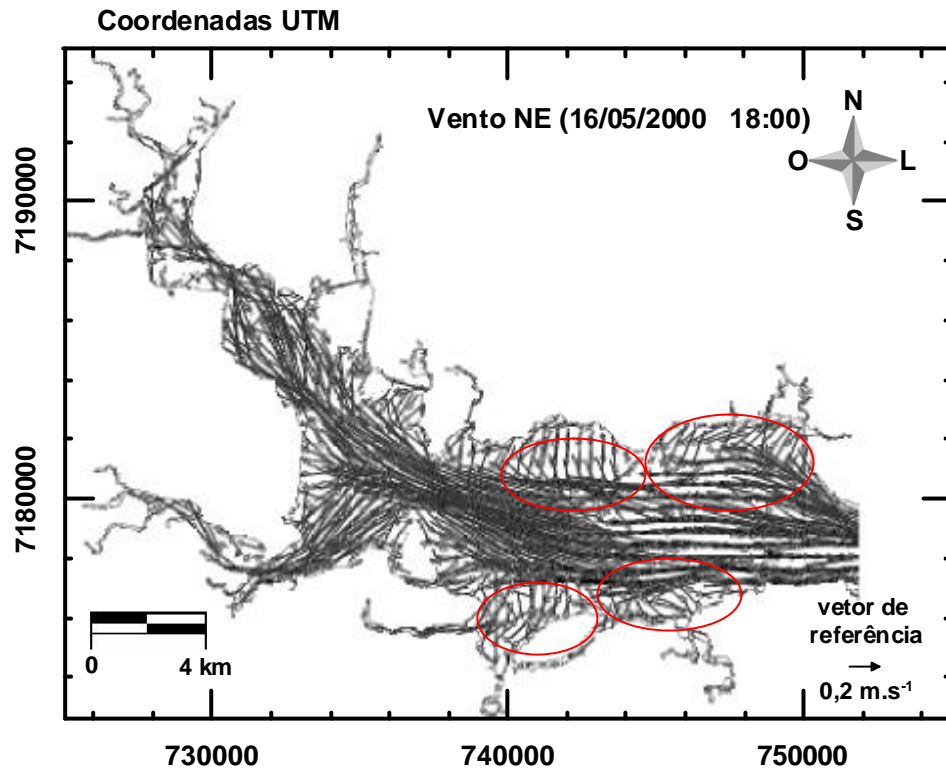 Coordenadas UTM
Vento NE (16/05/2000 18:00)
N
O L
S
7190000
7180000
0 4 km
vetor de
referência
0,2 m.s⁻¹
730000 740000 750000